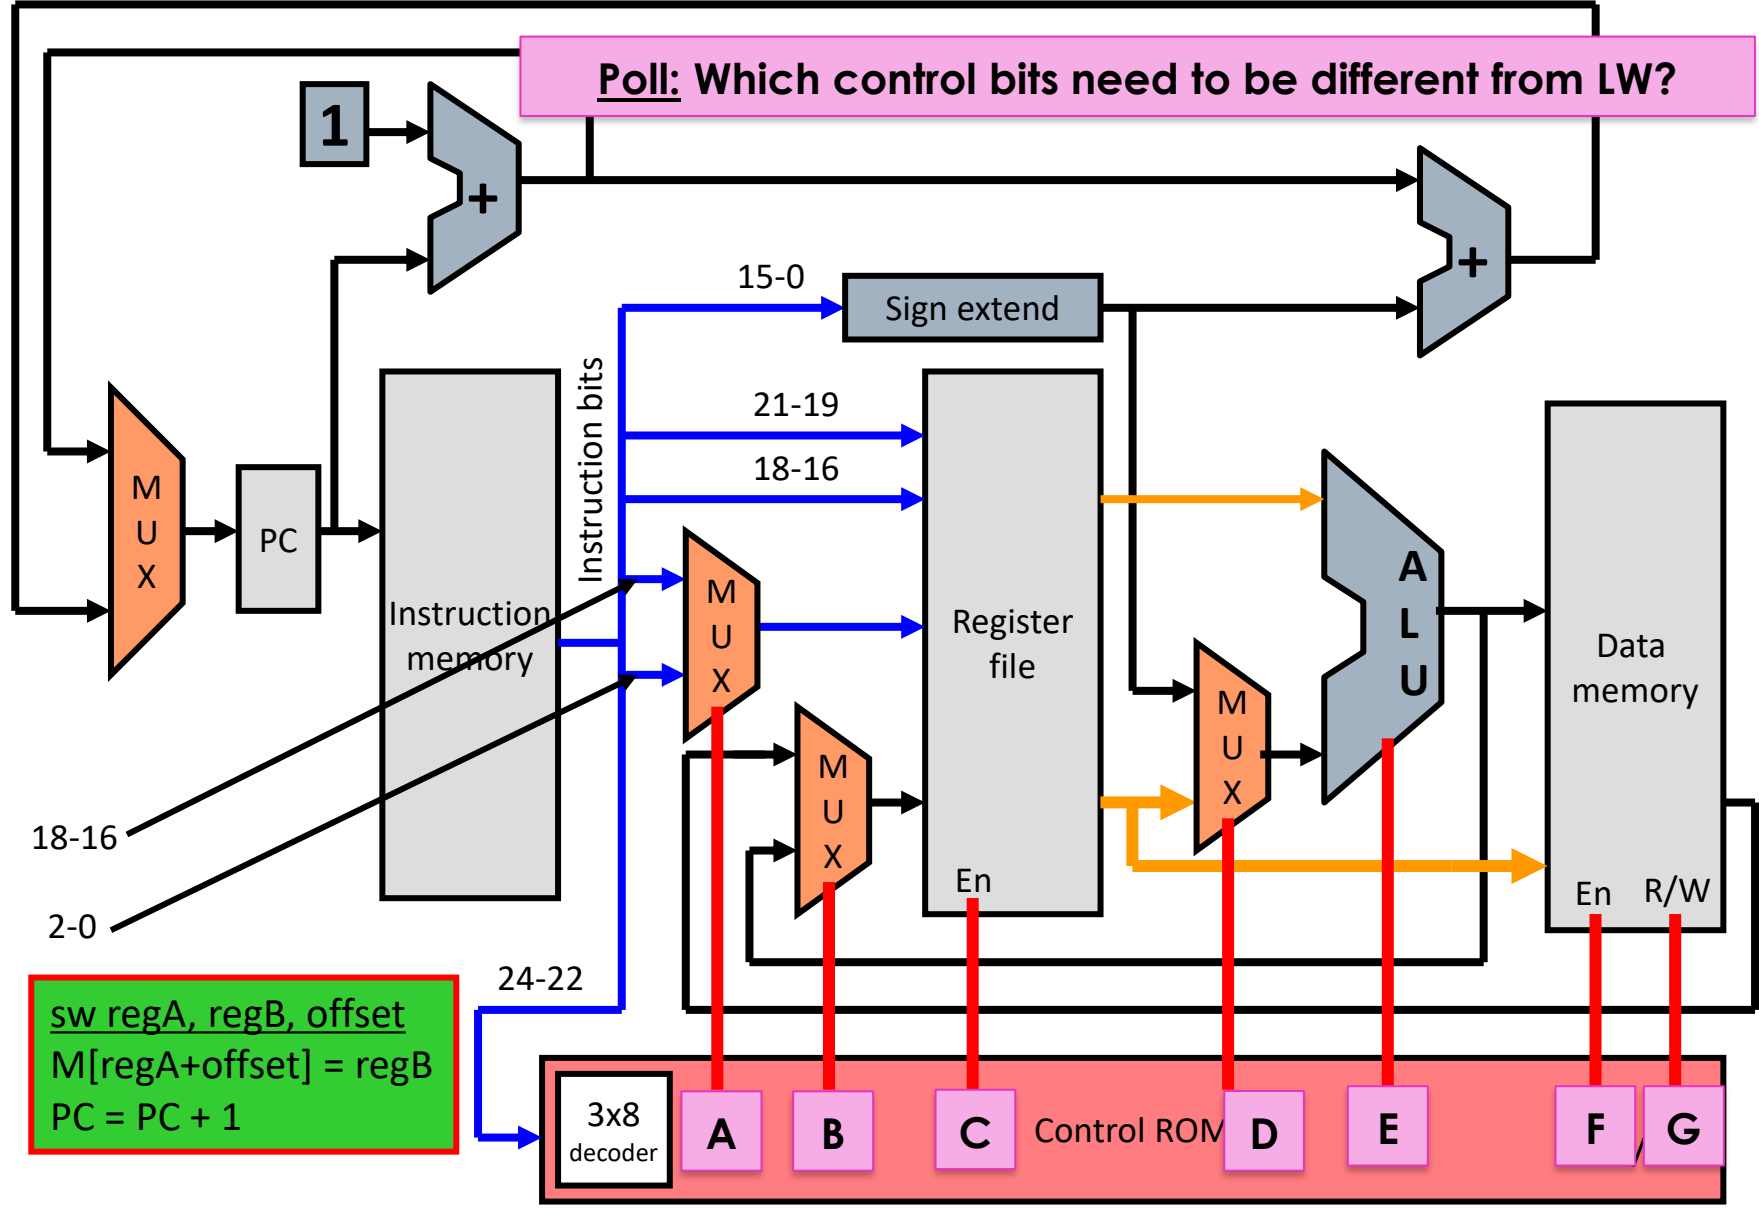 Poll: Which control bits need to be different from LW?
1
+
+
15-0
Sign extend
Instruction bits
21-19
18-16
M
U
X
PC
Instruction
memory
M
U
X
Register
file
En
M
U
X
M
U
X
A
L
U
Data
memory
En
R/W
18-16
2-0
24-22
sw regA, regB, offset
M[regA+offset] = regB
PC = PC + 1
3x8
decoder
A
B
C
Control ROM
D
E
F
G